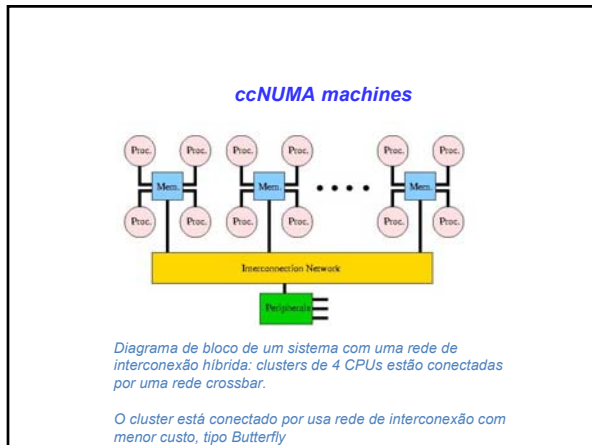 ccNUMA machines
Proc. Proc. Proc. Proc. Proc. Proc.
Mem. Mem. Mem.
Proc. Proc. Proc. Proc. Proc. Proc.
Interconnection Network
Peripherals
Diagrama de bloco de um sistema com uma rede de
interconexão híbrida: clusters de 4 CPUs estão conectadas
por uma rede crossbar.
O cluster está conectado por usa rede de interconexão com
menor custo, tipo Butterfly